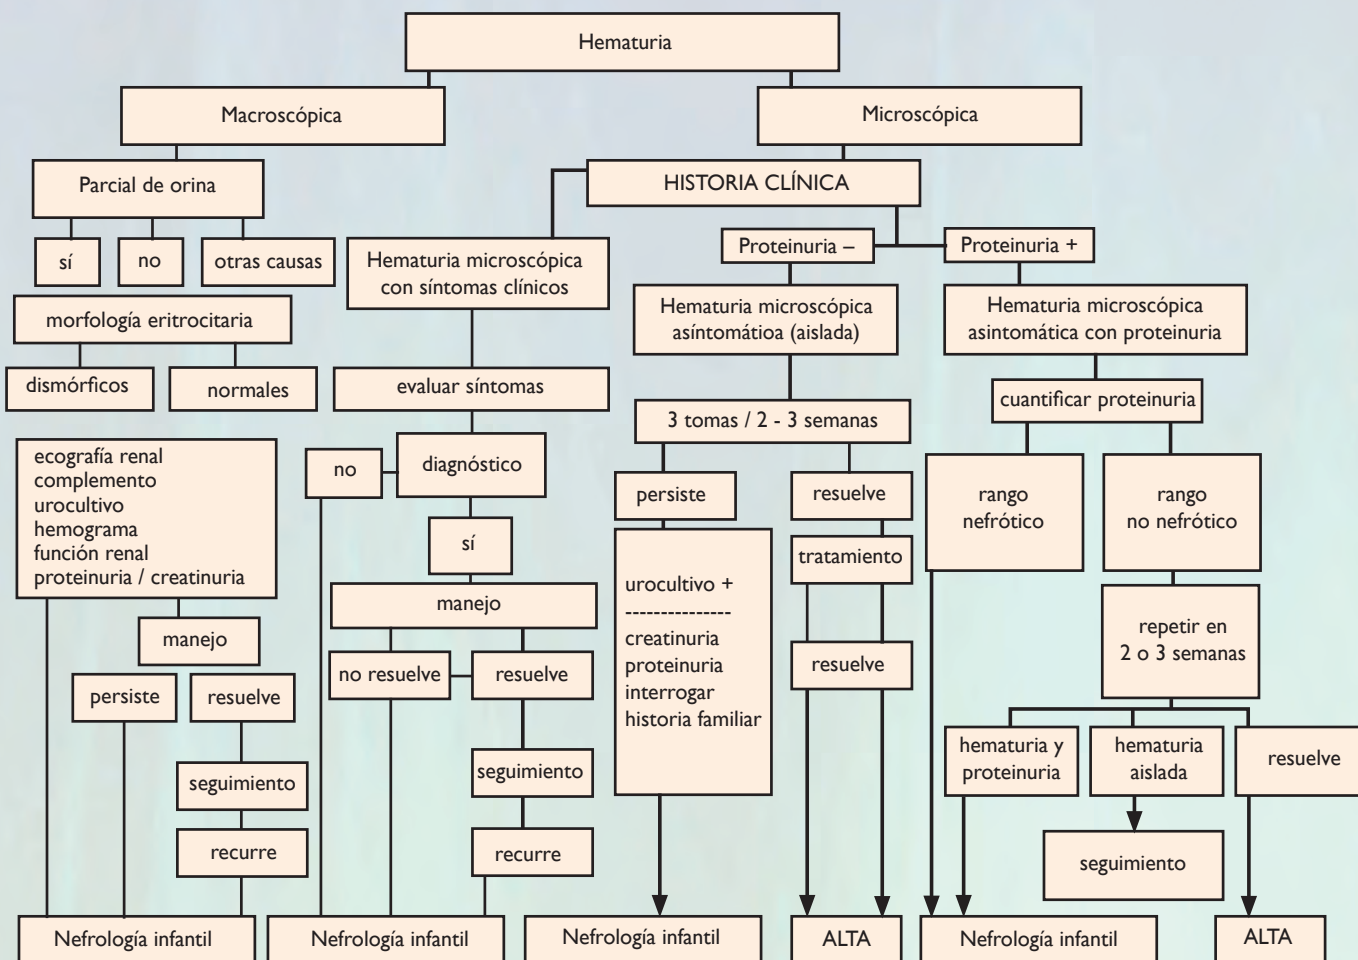 Hematuria
Macroscópica
Microscópica
Parcial de orina
HISTORIA CLÍNICA
sí
no
otras causas
Hematuria microscópica
con síntomas clínicos
Proteinuria –
Proteinuria +
morfología eritrocitaria
Hematuria microscópica
asíntomátioa (aislada)
Hematuria microscópica
asintomática con proteinuria
dismórficos
normales
evaluar síntomas
cuantificar proteinuria
3 tomas / 2 - 3 semanas
ecografía renal
complemento
urocultivo
hemograma
función renal
proteinuria / creatinuria
no
diagnóstico
persiste
resuelve
rango
nefrótico
rango
no nefrótico
sí
tratamiento
manejo
urocultivo +
---------------
creatinuria
proteinuria
interrogar
historia familiar
manejo
repetir en
2 o 3 semanas
no resuelve
resuelve
resuelve
persiste
resuelve
hematuria y
proteinuria
hematuria
aislada
resuelve
seguimiento
seguimiento
recurre
recurre
seguimiento
Nefrología infantil
Nefrología infantil
Nefrología infantil
ALTA
Nefrología infantil
ALTA